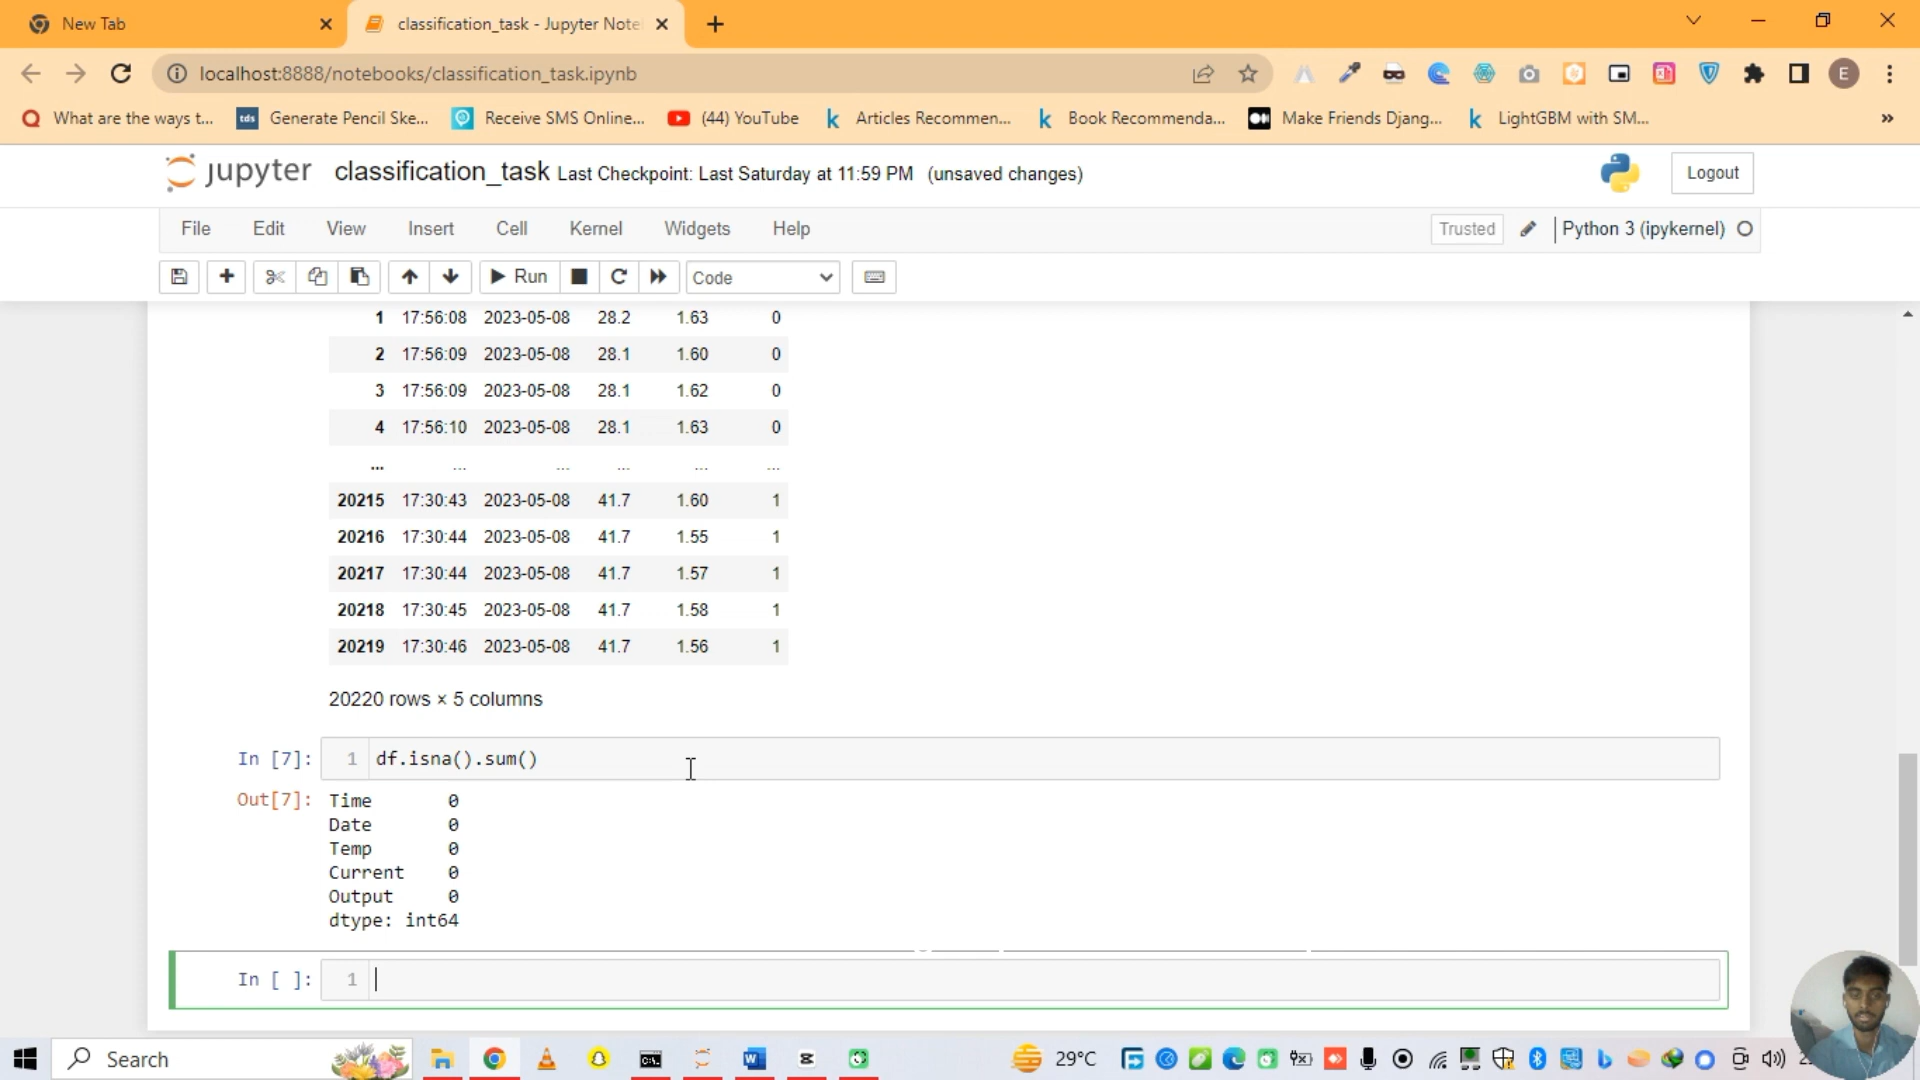 New Tab
classification_task - Jupyter Note
localhost:8888/notebooks/classification_task.ipynb
E
What are the ways t...
tds Generate Pencil Ske...
Receive SMS Online...
(44) YouTube
k Articles Recommen...
k Book Recommenda...
Make Friends Djang...
k LightGBM with SM...
»
jupyter classification_task Last Checkpoint: Last Saturday at 11:59 PM (unsaved changes)
Logout
File Edit View Insert Cell Kernel Widgets Help
Trusted
Python 3 (ipykernel)
Run
Code
1 17:56:08 2023-05-08 28.2 1.63 0
2 17:56:09 2023-05-08 28.1 1.60 0
3 17:56:09 2023-05-08 28.1 1.62 0
4 17:56:10 2023-05-08 28.1 1.63 0
... ... ... ... ... ...
20215 17:30:43 2023-05-08 41.7 1.60 1
20216 17:30:44 2023-05-08 41.7 1.55 1
20217 17:30:44 2023-05-08 41.7 1.57 1
20218 17:30:45 2023-05-08 41.7 1.58 1
20219 17:30:46 2023-05-08 41.7 1.56 1
20220 rows × 5 columns
In [7]: 1 df.isna().sum()
Out[7]: Time 0
Date 0
Temp 0
Current 0
Output 0
dtype: int64
In [ ]: 1
Search
29°C